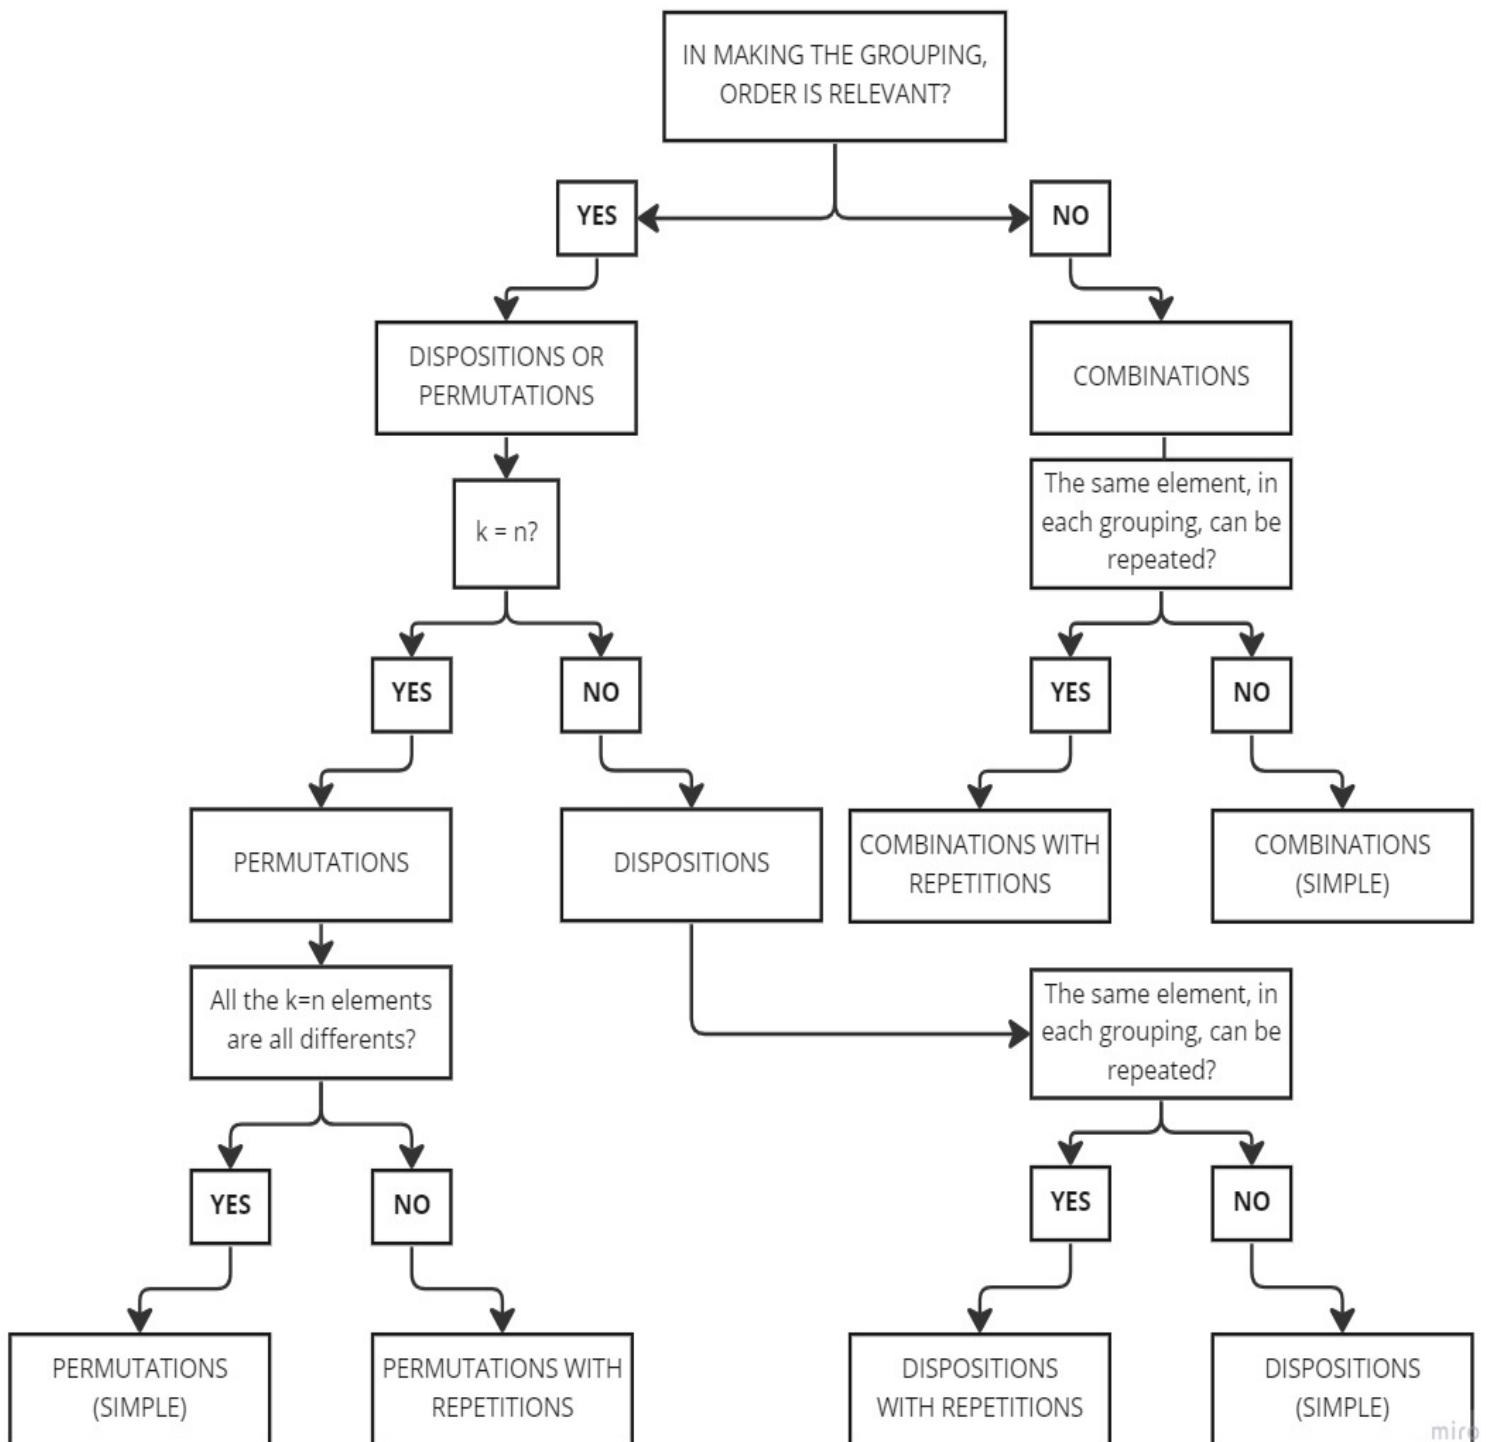 IN MAKING THE GROUPING,
ORDER IS RELEVANT?
YES
NO
DISPOSITIONS OR
PERMUTATIONS
COMBINATIONS
k = n?
The same element, in
each grouping, can be
repeated?
YES
NO
YES
NO
PERMUTATIONS
DISPOSITIONS
COMBINATIONS WITH
REPETITIONS
COMBINATIONS
(SIMPLE)
All the k=n elements
are all differents?
The same element, in
each grouping, can be
repeated?
YES
NO
YES
NO
PERMUTATIONS
(SIMPLE)
PERMUTATIONS WITH
REPETITIONS
DISPOSITIONS
WITH REPETITIONS
DISPOSITIONS
(SIMPLE)
miro